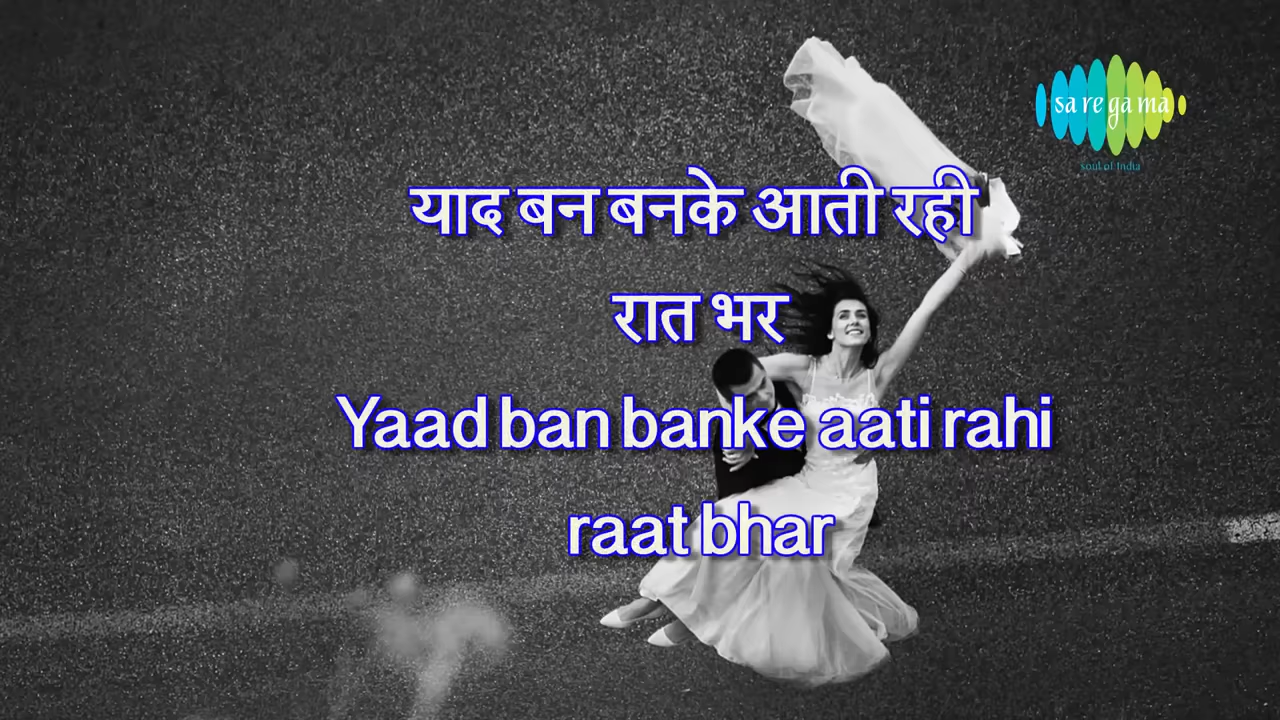 sa re ga ma
soul of India
याद बन बनके आती रही
रात भर
Yaad ban banke aati rahi
raat bhar